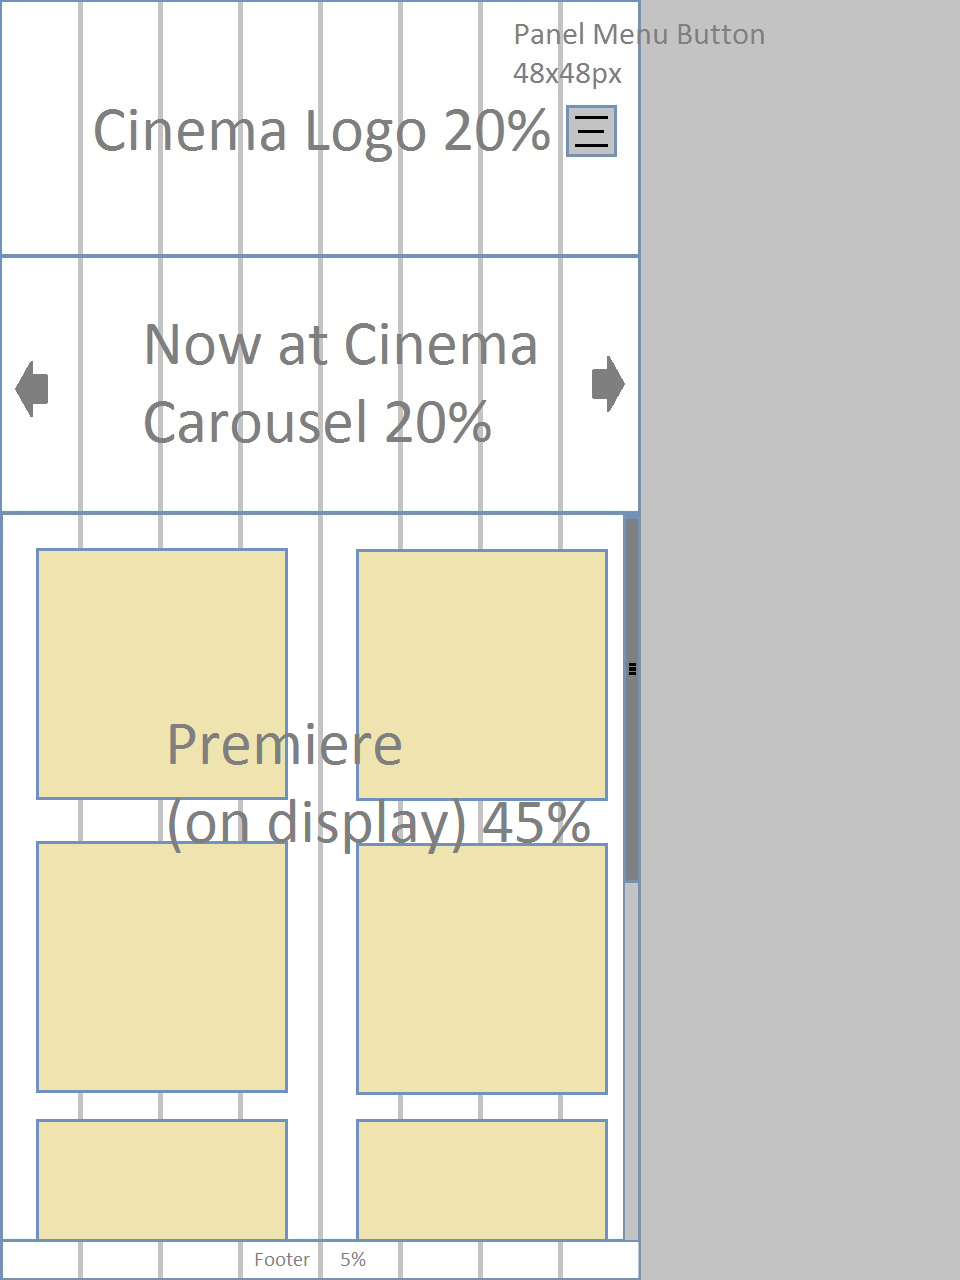 Panel Menu Button
48x48px
Cinema Logo 20%
Now at Cinema
Carousel 20%
Premiere
(on display) 45%
Footer 5%